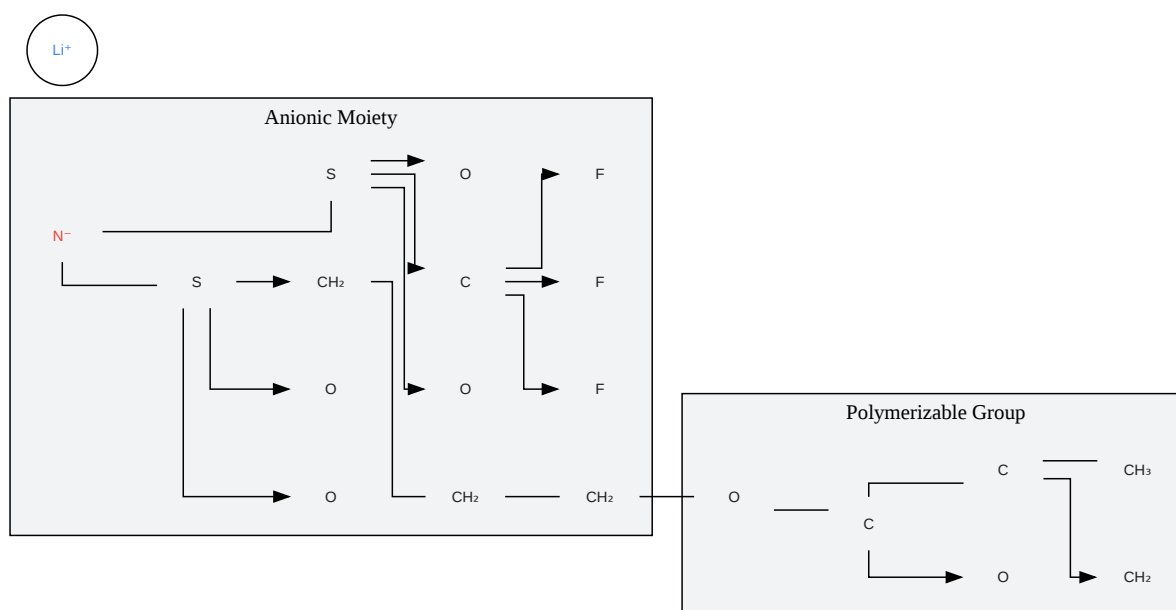 Li⁺
Anionic Moiety
S
O
F
N⁻
S
CH₂
C
F
O
O
F
O
CH₂
CH₂
Polymerizable Group
O
C
C
CH₃
O
CH₂